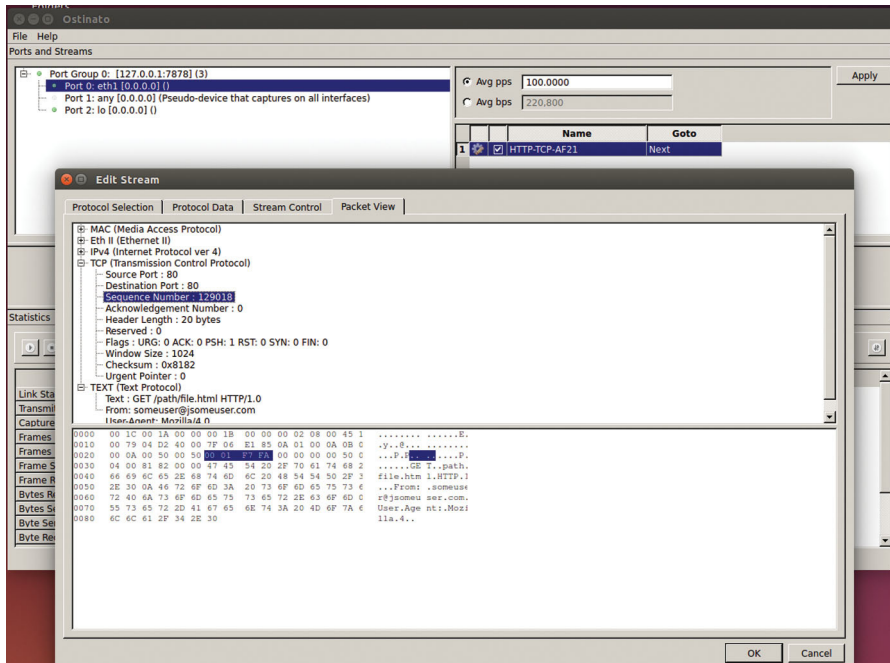 Ostinato
File Help
Ports and Streams
Port Group 0: [127.0.0.1:7878] (3)
Port 0: eth1 [0.0.0.0] ()
Port 1: any [0.0.0.0] (Pseudo-device that captures on all interfaces)
Port 2: lo [0.0.0.0] ()
Avg pps 100.0000
Avg bps 220.800
Apply
Name Goto
1 HTTP-TCP-AF21 Next
Edit Stream
Protocol Selection Protocol Data Stream Control Packet View
MAC (Media Access Protocol)
Eth II (Ethernet II)
IPv4 (Internet Protocol ver 4)
TCP (Transmission Control Protocol)
Source Port : 80
Destination Port : 80
Sequence Number : 129018
Acknowledgement Number : 0
Header Length : 20 bytes
Reserved : 0
Flags : URG: 0 ACK: 0 PSH: 1 RST: 0 SYN: 0 FIN: 0
Window Size : 1024
Checksum : 0x8182
Urgent Pointer : 0
TEXT (Text Protocol)
Text : GET /path/file.html HTTP/1.0
From: someuser@jsomeuser.com
User-Agent: Mozilla/4.0
0000 00 1C 00 1A 00 00 00 1B 00 00 00 02 08 00 45 1 ........ ......E.
0010 00 79 04 D2 40 00 7F 06 E1 85 0A 01 00 0A 0B 0 .y..@... ........
0020 00 0A 00 50 00 50 00 01 F7 FA 00 00 00 00 50 0 ...P.P.. ......P.
0030 04 00 81 82 00 00 47 45 54 20 2F 70 61 74 68 2 ......GE T..path.
0040 66 69 6C 65 2E 68 74 6D 6C 20 48 54 54 50 2F 3 file.htm l.HTTP.1
0050 2E 30 0A 46 72 6F 6D 3A 20 73 6F 6D 65 75 73 6 ...From: .someuse
0060 72 40 6A 73 6F 6D 65 75 73 65 72 2E 63 6F 6D 0 r@jsomeu ser.com.
0070 55 73 65 72 2D 41 67 65 6E 74 3A 20 4D 6F 7A 6 User.Age nt:.Mozi
0080 6C 6C 61 2F 34 2E 30 lla.4..
Statistics
Link Sta
Transmi
Capture
Frames
Frames
Frame S
Frame R
Bytes Re
Bytes Se
Byte Se
Byte Re
OK Cancel